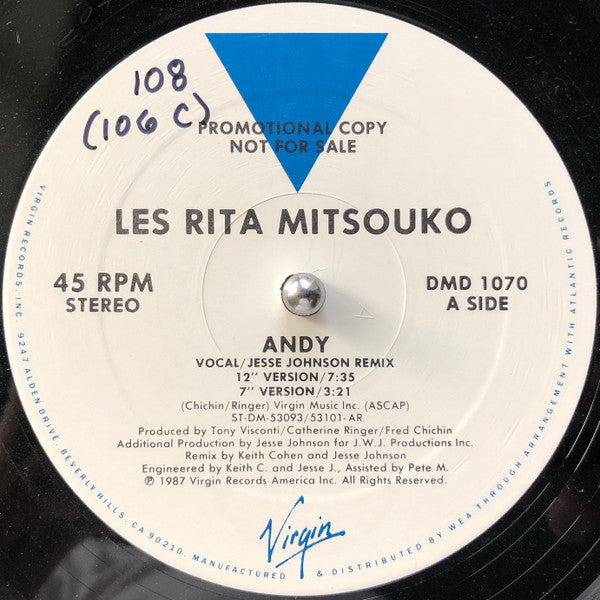 108
(106 C)
PROMOTIONAL COPY
NOT FOR SALE
LES RITA MITSOUKO
45 RPM
STEREO
DMD 1070
A SIDE
ANDY
VOCAL/JESSE JOHNSON REMIX
12" VERSION/7:35
7" VERSION/3:21
(Chichin/Ringer) Virgin Music Inc. (ASCAP)
ST-DM-53093/53101-AR
Produced by Tony Visconti/Catherine Ringer/Fred Chichin
Additional Production by Jesse Johnson for J.W.J. Productions Inc.
Remix by Keith Cohen and Jesse Johnson
Engineered by Keith C. and Jesse J., Assisted by Pete M.
℗ 1987 Virgin Records America Inc. All Rights Reserved.
Virgin
VIRGIN RECORDS, INC. 9247 ALDEN DRIVE, BEVERLY HILLS, CA 90210. MANUFACTURED & DISTRIBUTED BY WEA THROUGH ARRANGEMENT WITH ATLANTIC RECORDS